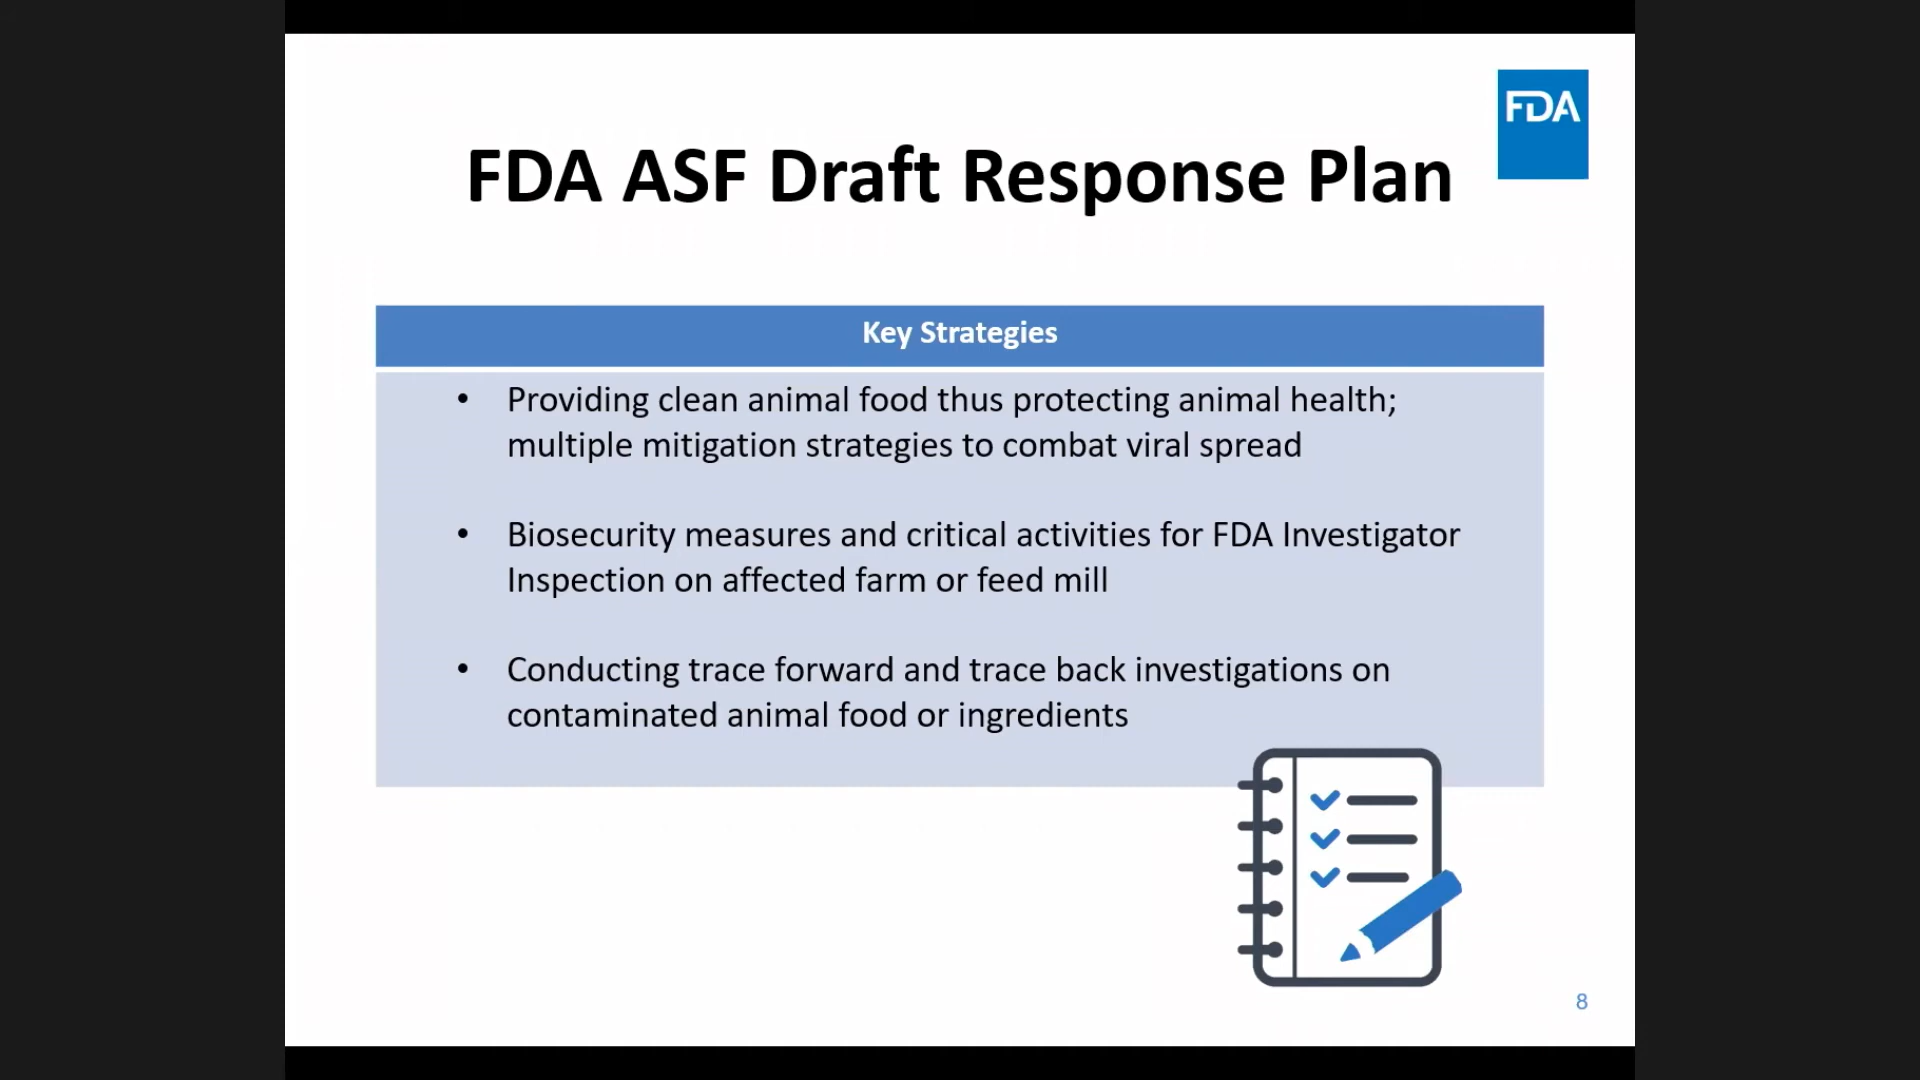 FDA
FDA ASF Draft Response Plan
Key Strategies
• Providing clean animal food thus protecting animal health;
multiple mitigation strategies to combat viral spread
• Biosecurity measures and critical activities for FDA Investigator
Inspection on affected farm or feed mill
• Conducting trace forward and trace back investigations on
contaminated animal food or ingredients
8